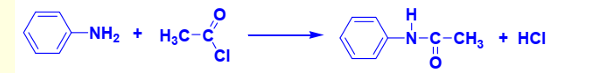 NH₂ + H₃C C O Cl H N C O CH₃ + HCl